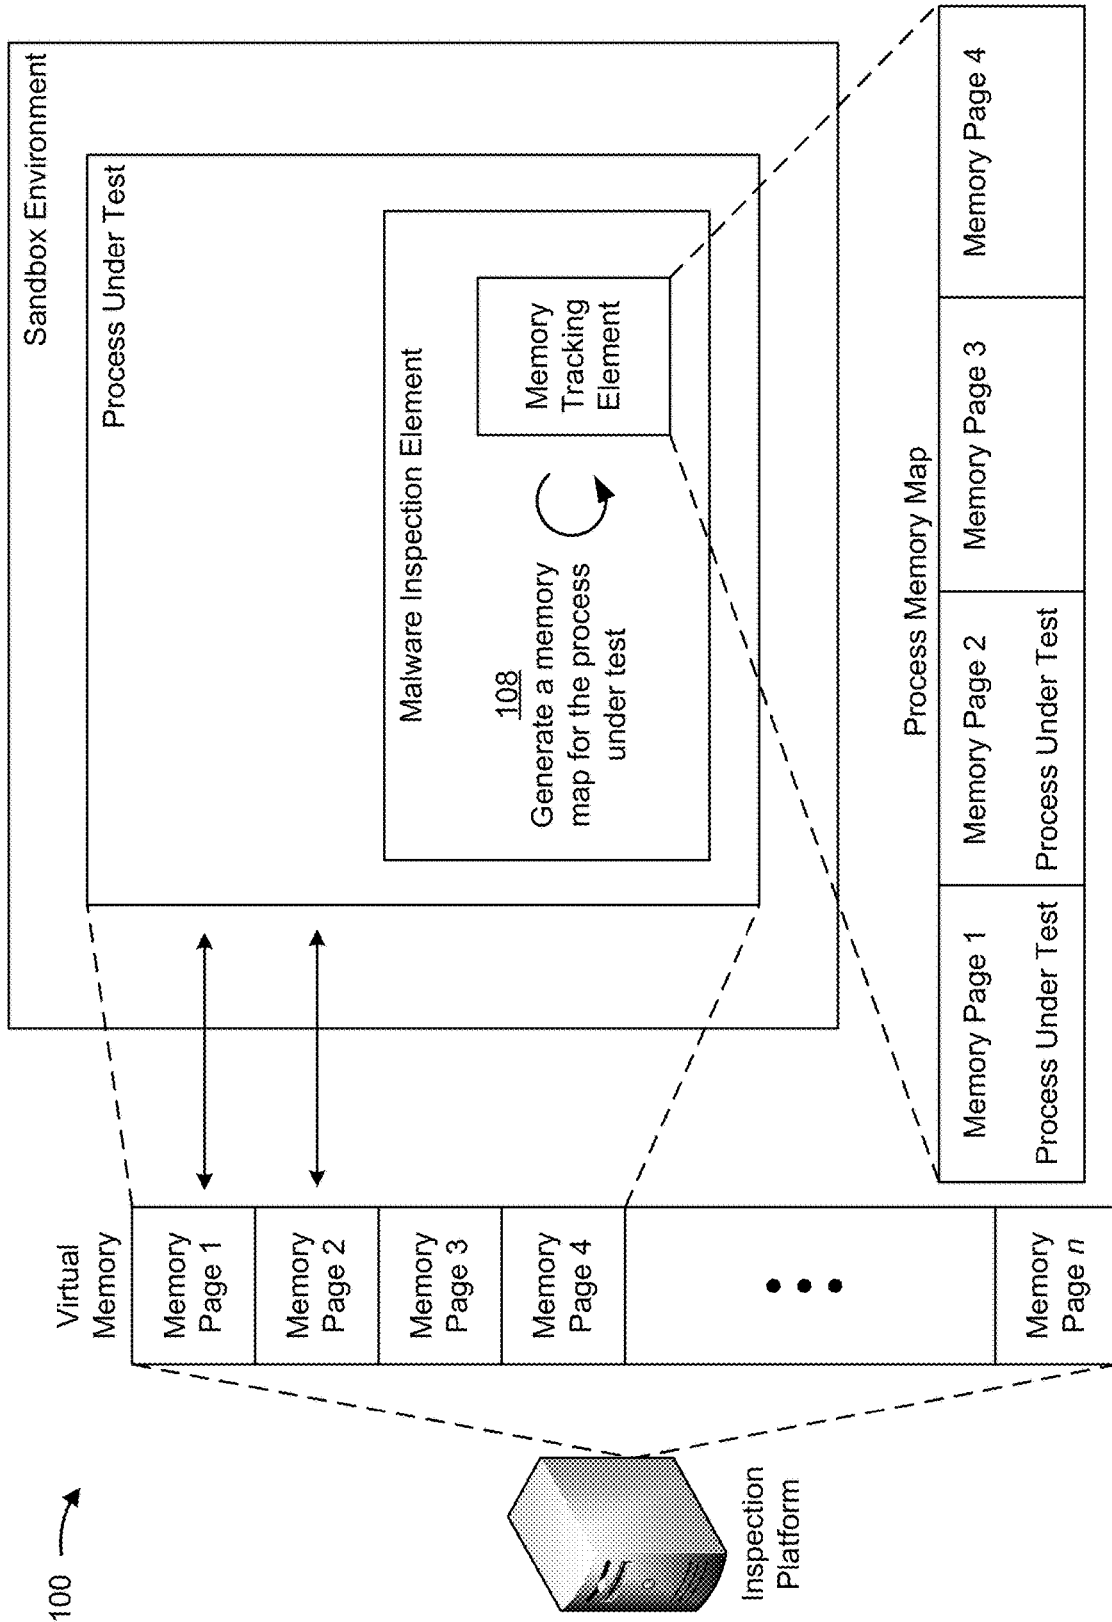 100
Inspection
Platform
Virtual
Memory
Memory
Page 1
Memory
Page 2
Memory
Page 3
Memory
Page 4
Memory
Page n
Sandbox Environment
Process Under Test
Malware Inspection Element
108
Generate a memory
map for the process
under test
Memory
Tracking
Element
Process Memory Map
Memory Page 1
Process Under Test
Memory Page 2
Process Under Test
Memory Page 3
Memory Page 4